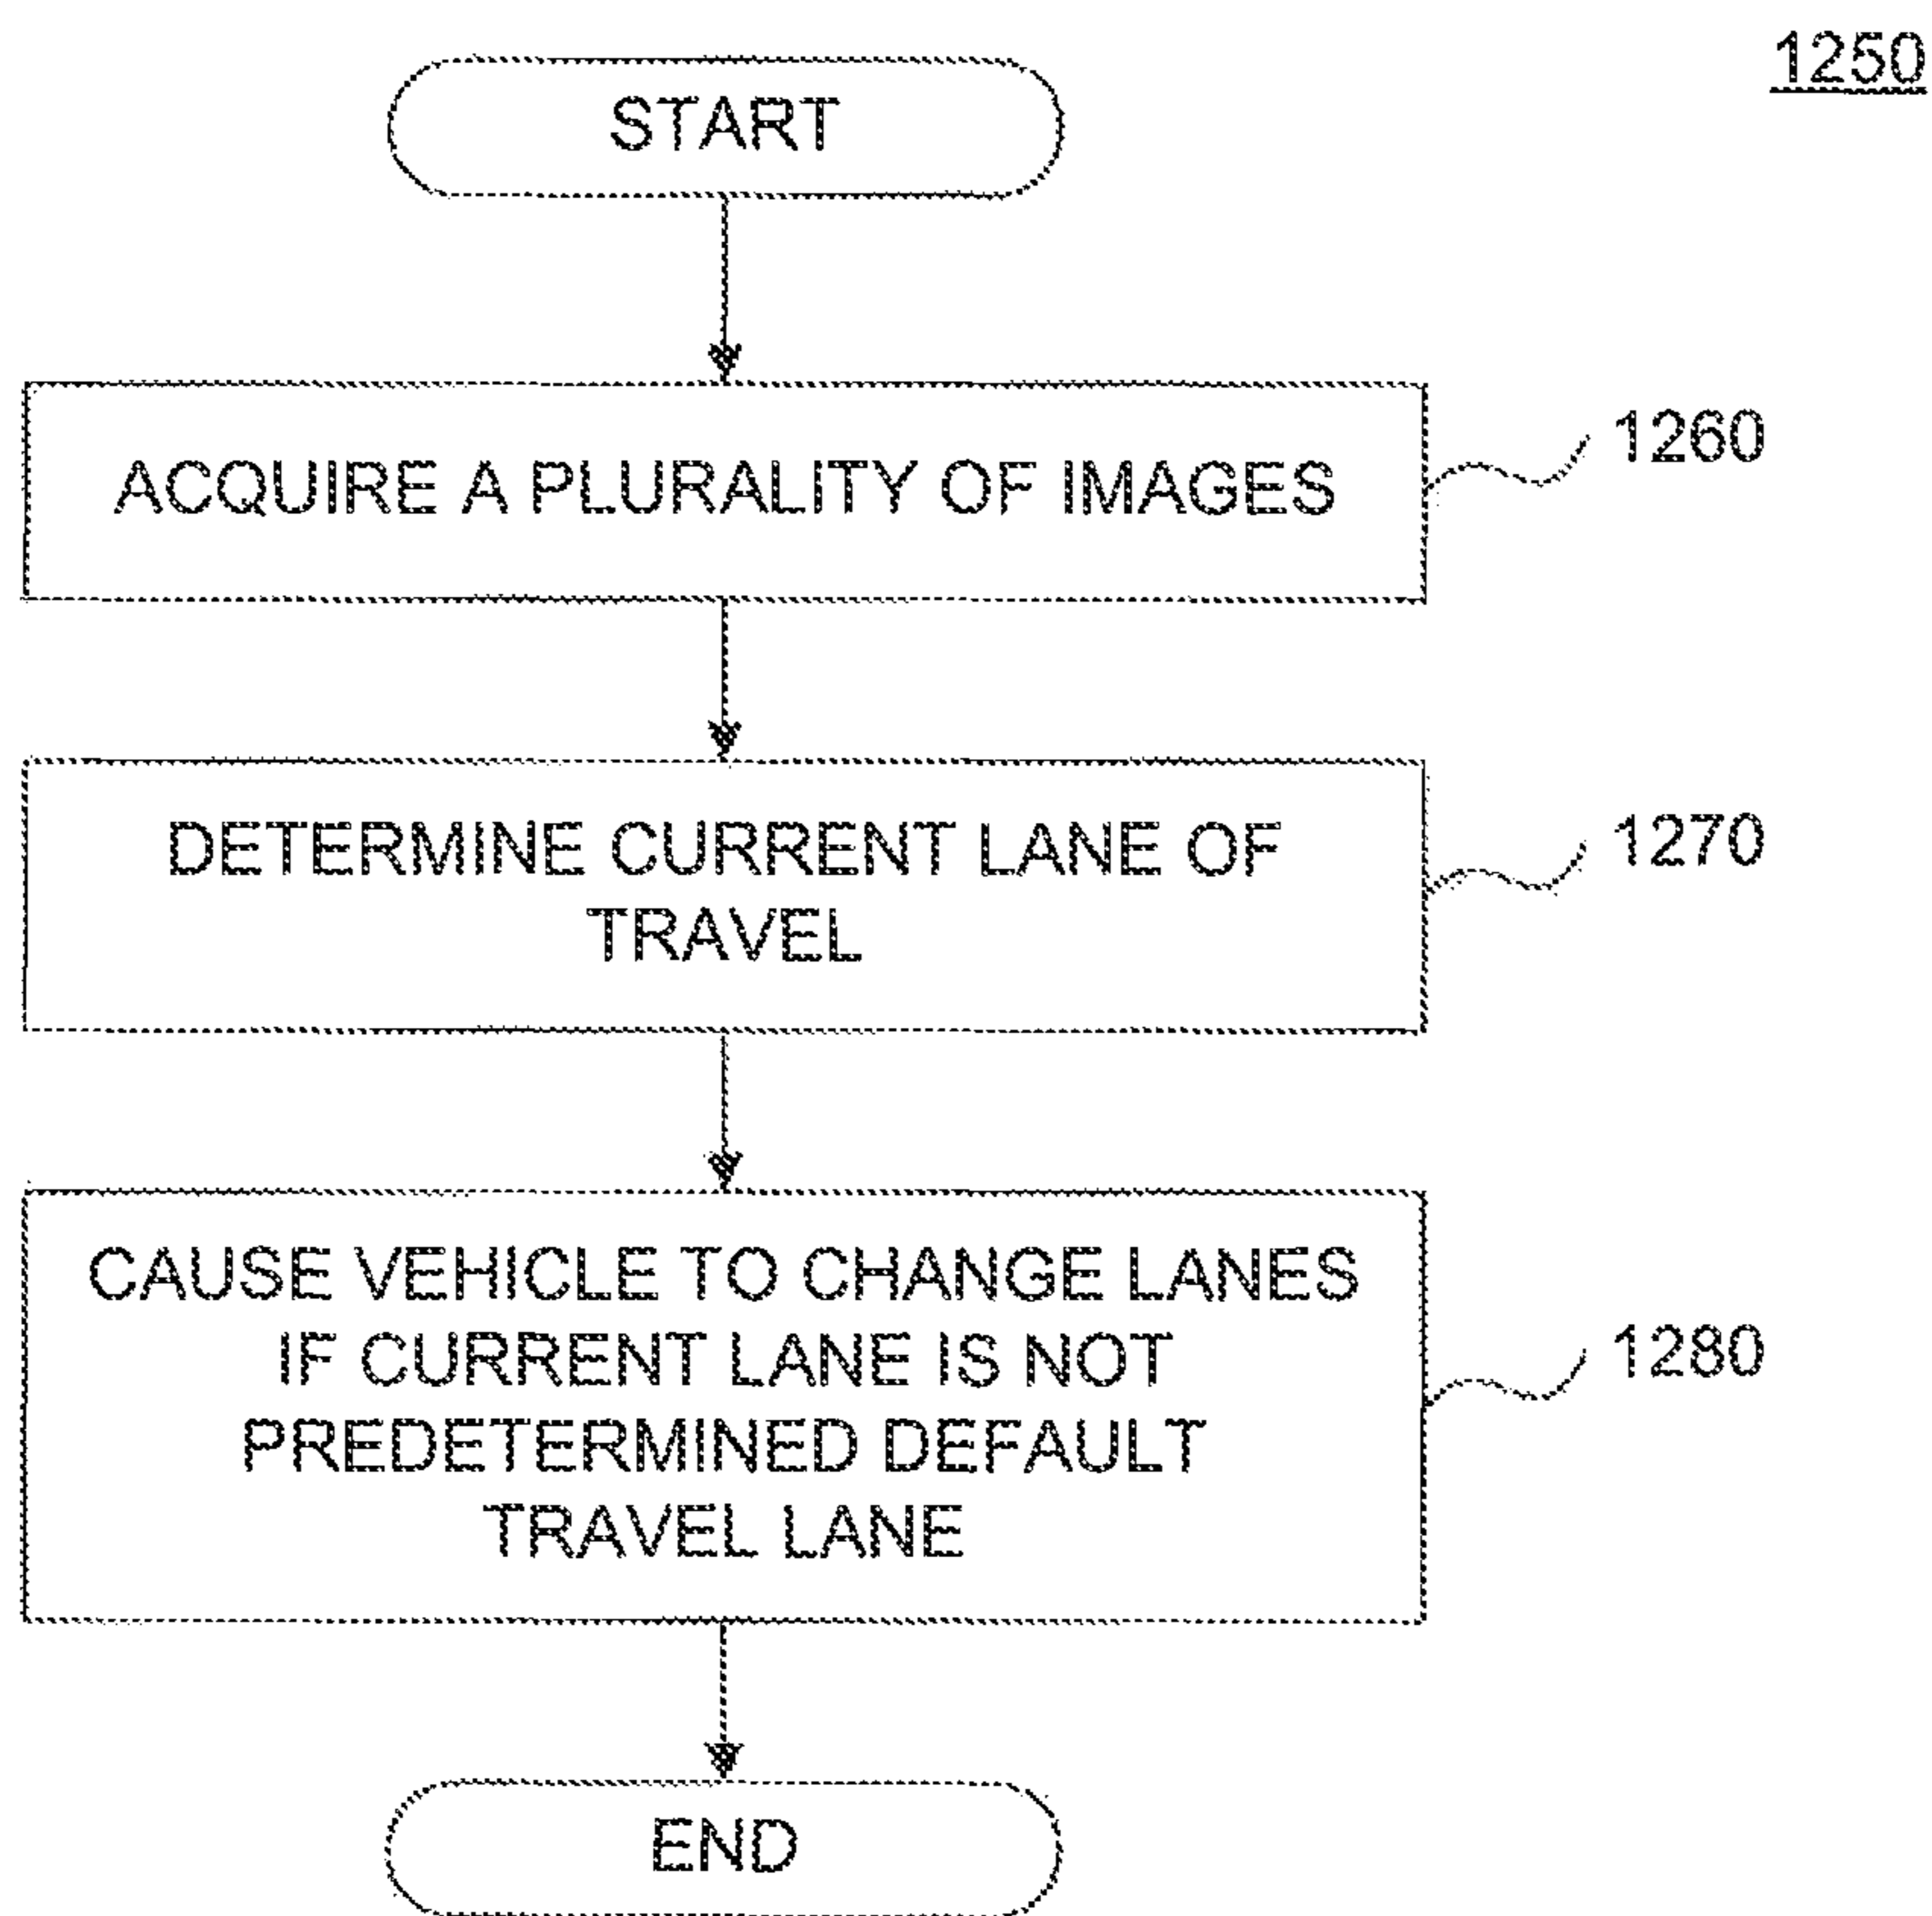 1250
START
ACQUIRE A PLURALITY OF IMAGES
1260
DETERMINE CURRENT LANE OF
TRAVEL
1270
CAUSE VEHICLE TO CHANGE LANES
IF CURRENT LANE IS NOT
PREDETERMINED DEFAULT
TRAVEL LANE
1280
END